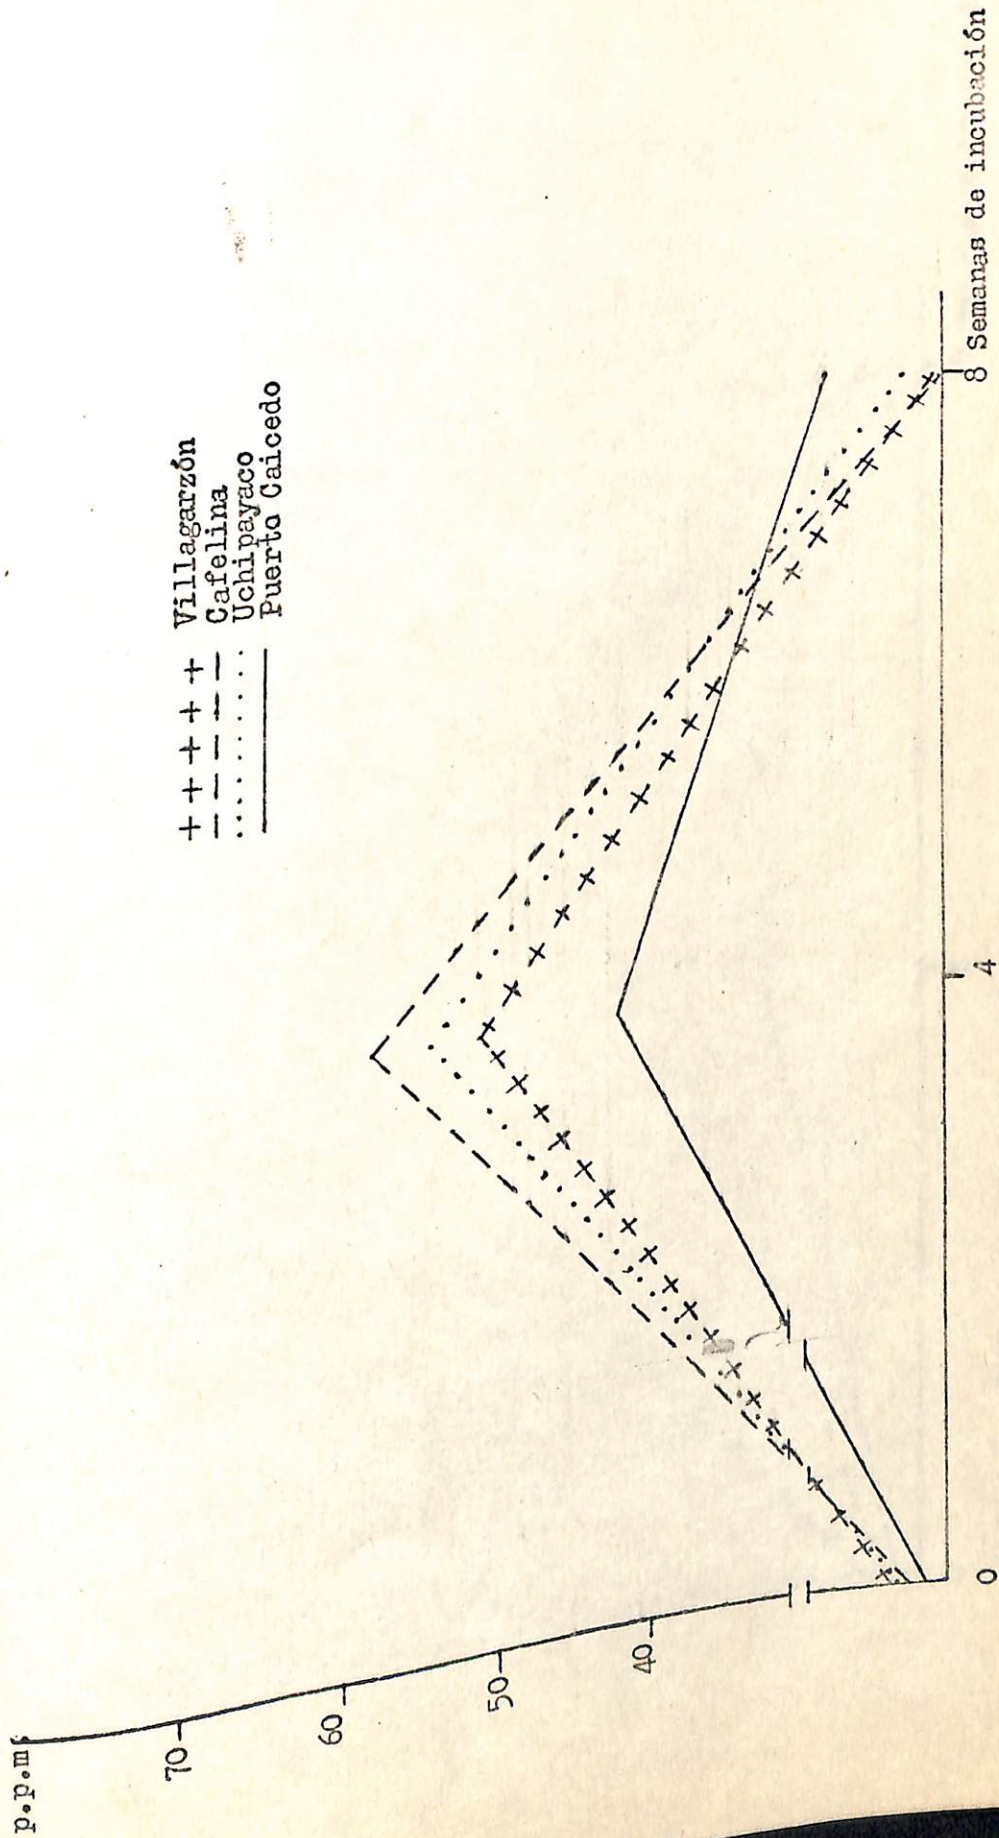 p.p.m
+ + + + + Villagarzón
— — — — — Cafelina
......... Uchipayaco
———— Puerto Caicedo
70
60
50
40
0
4
8 Semanas de incubación